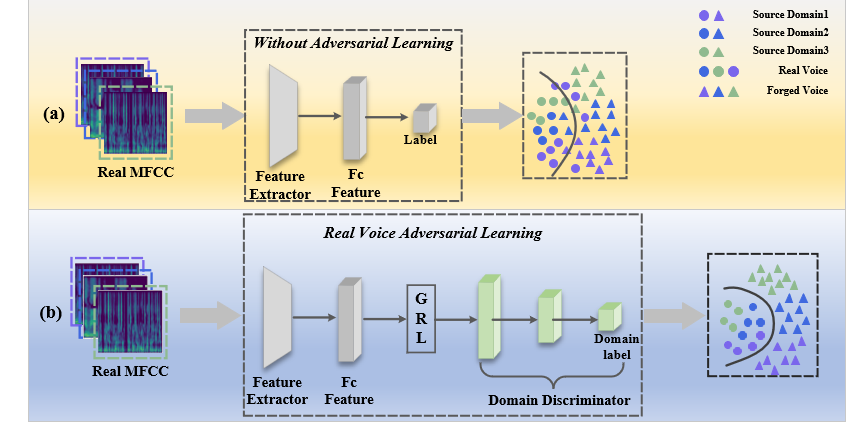 Source Domain1
Source Domain2
Source Domain3
Real Voice
Forged Voice
(a)
Real MFCC
Without Adversarial Learning
Feature
Extractor
Fc
Feature
Label
(b)
Real MFCC
Real Voice Adversarial Learning
Feature
Extractor
Fc
Feature
G
R
L
Domain
label
Domain Discriminator